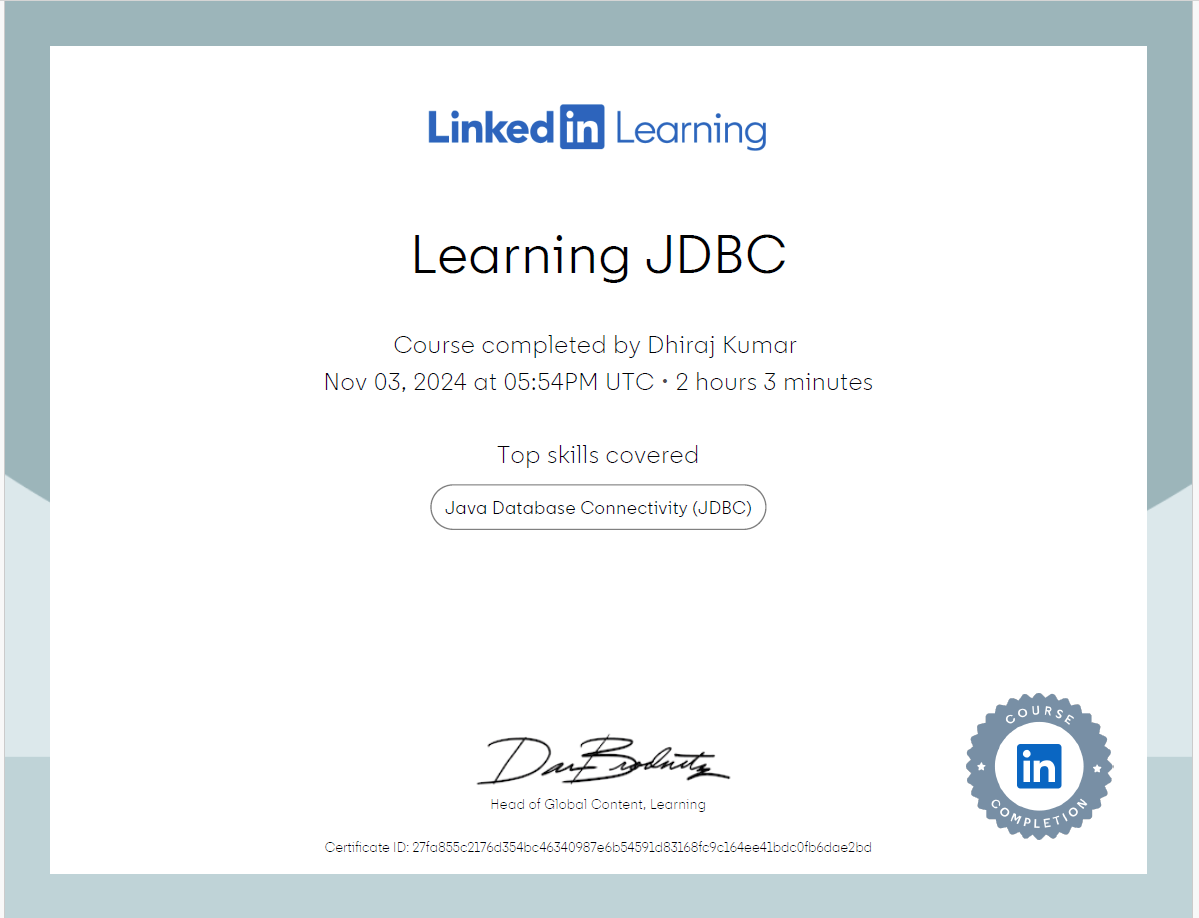 LinkedIn Learning
Learning JDBC
Course completed by Dhiraj Kumar
Nov 03, 2024 at 05:54PM UTC • 2 hours 3 minutes
Top skills covered
Java Database Connectivity (JDBC)
Dan Brodnitz
Head of Global Content, Learning
Certificate ID: 27fa855c2176d354bc46340987e6b54591d83168fc9c164ee41bdc0fb6dae2bd
COURSE
in
COMPLETION